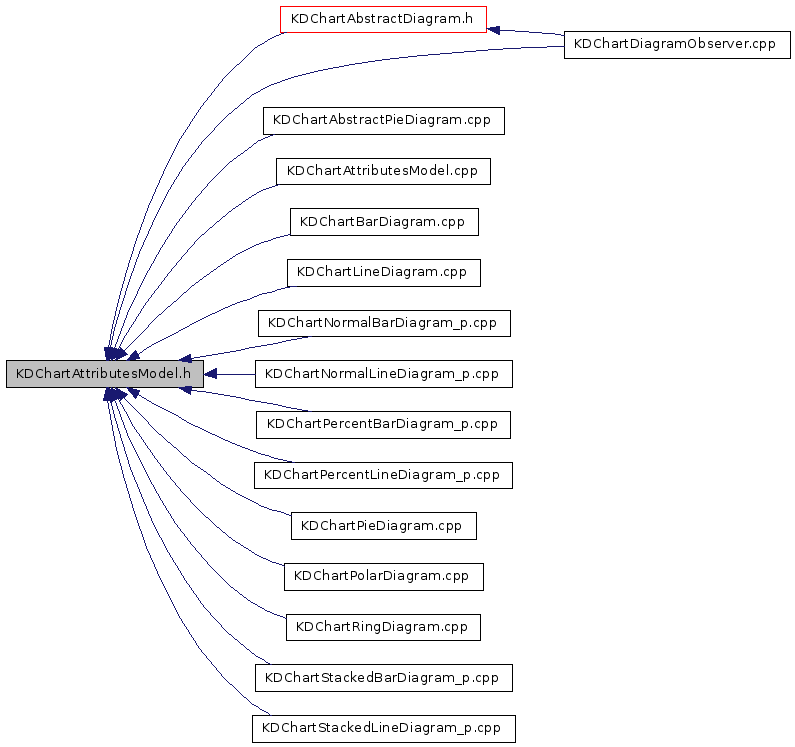 KDChartAbstractDiagram.h
KDChartDiagramObserver.cpp
KDChartAbstractPieDiagram.cpp
KDChartAttributesModel.cpp
KDChartBarDiagram.cpp
KDChartLineDiagram.cpp
KDChartNormalBarDiagram_p.cpp
KDChartAttributesModel.h
KDChartNormalLineDiagram_p.cpp
KDChartPercentBarDiagram_p.cpp
KDChartPercentLineDiagram_p.cpp
KDChartPieDiagram.cpp
KDChartPolarDiagram.cpp
KDChartRingDiagram.cpp
KDChartStackedBarDiagram_p.cpp
KDChartStackedLineDiagram_p.cpp